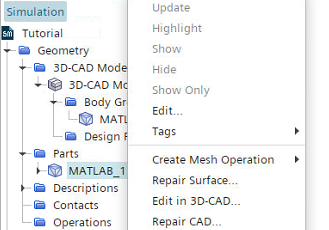 Simulation
Tutorial
Geometry
3D-CAD Mode
3D-CAD Mo
Body Gr
MATL
Design F
Parts
MATLAB_1
Descriptions
Contacts
Operations
Update
Highlight
Show
Hide
Show Only
Edit...
Tags
Create Mesh Operation
Repair Surface...
Edit in 3D-CAD...
Repair CAD...